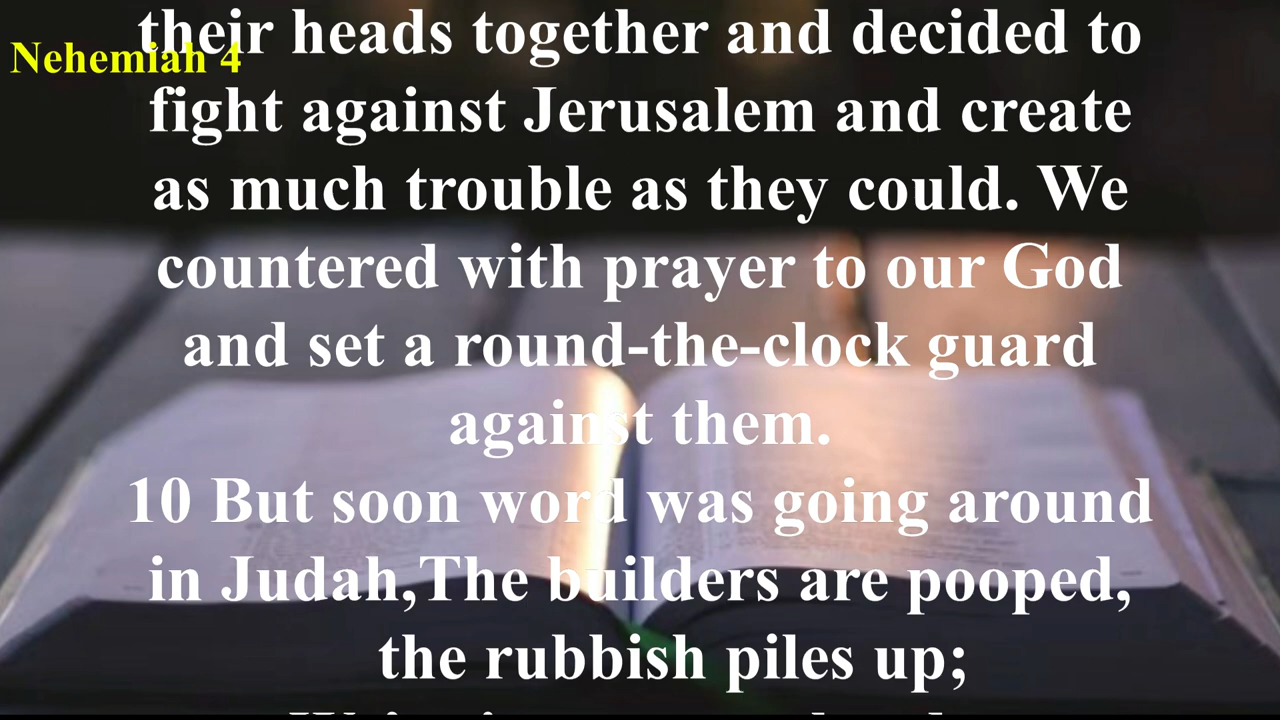 their heads together and decided to
Nehemiah 4
fight against Jerusalem and create
as much trouble as they could. We
countered with prayer to our God
and set a round-the-clock guard
against them.
10 But soon word was going around
in Judah,The builders are pooped,
the rubbish piles up;